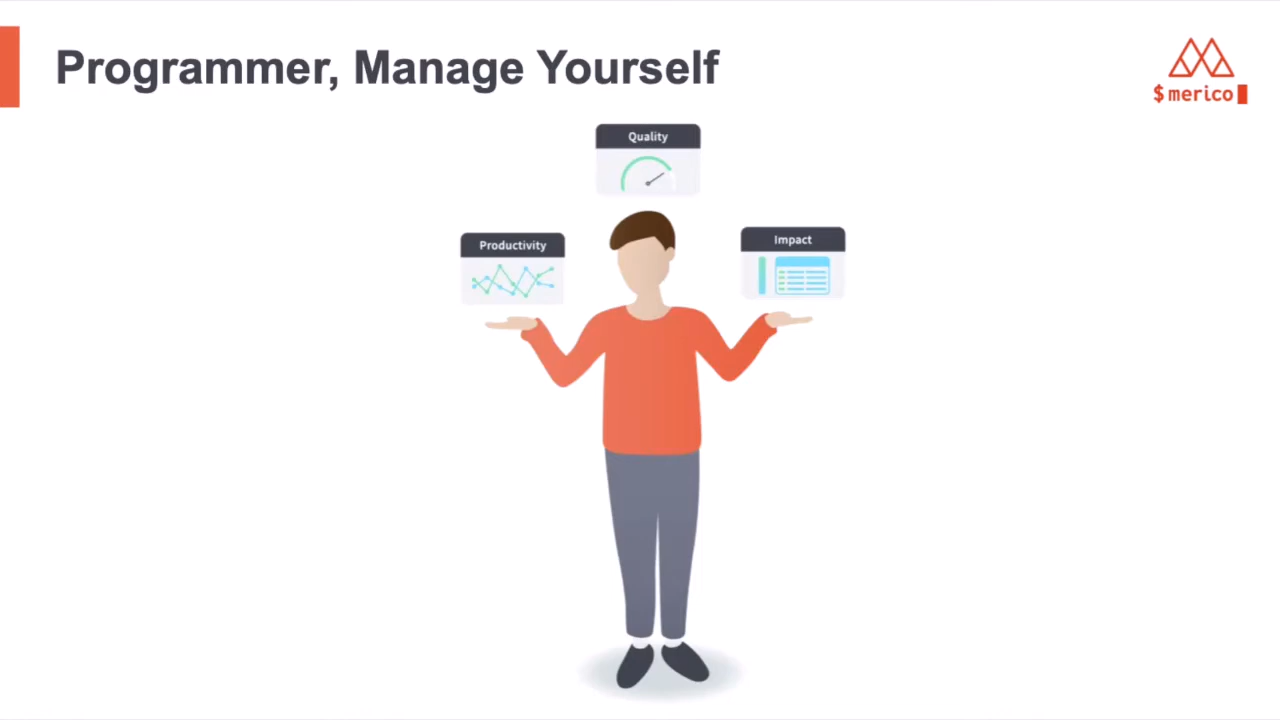 Programmer, Manage Yourself
$ merico
Quality
Productivity
Impact